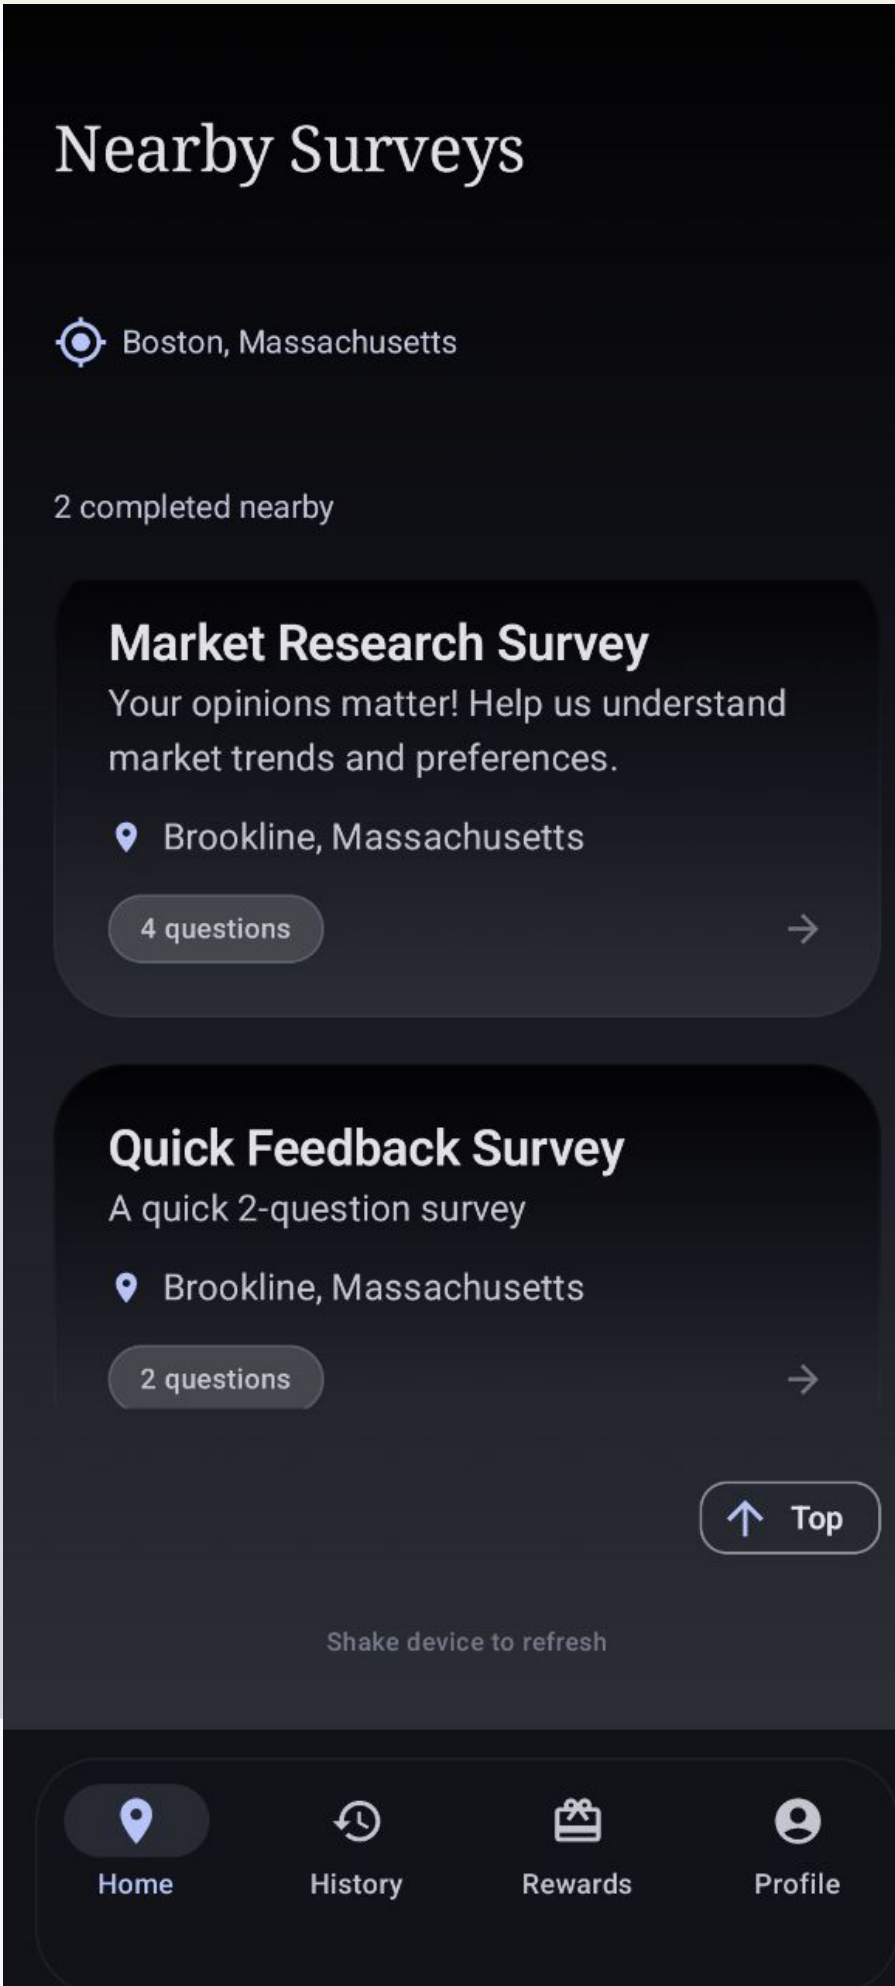 Nearby Surveys
Boston, Massachusetts
2 completed nearby
Market Research Survey
Your opinions matter! Help us understand
market trends and preferences.
Brookline, Massachusetts
4 questions
Quick Feedback Survey
A quick 2-question survey
Brookline, Massachusetts
2 questions
Top
Shake device to refresh
Home
History
Rewards
Profile